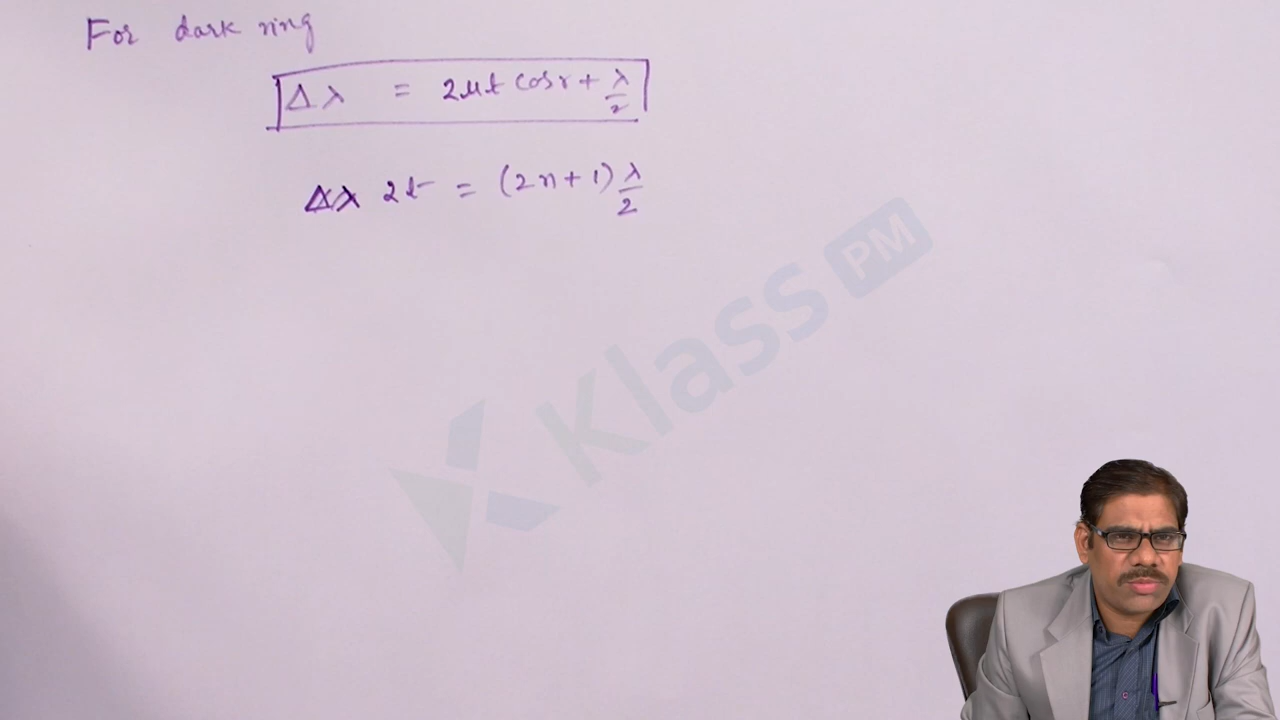 For dark ring
Δλ = 2μt cosr + λ/2
Δλ 2t = (2n+1) λ/2
Klass PM